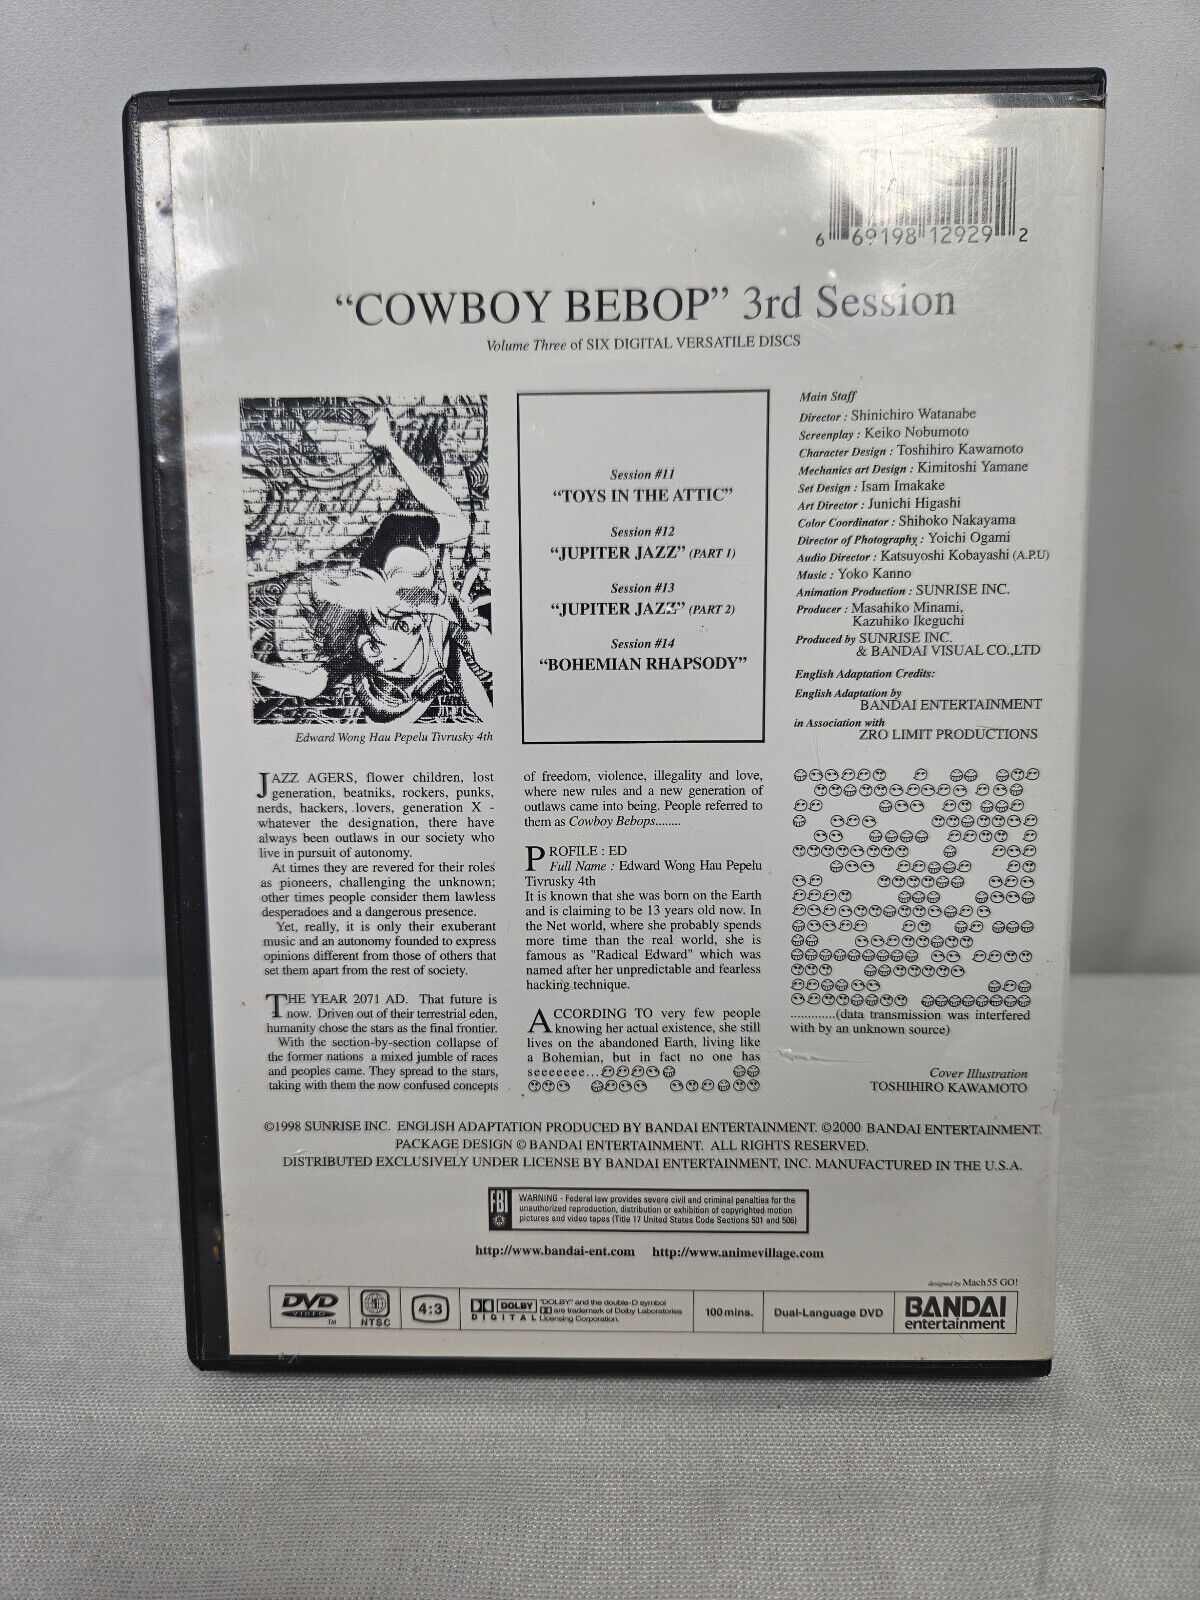 6 69198 12929 2
“COWBOY BEBOP” 3rd Session
Volume Three of SIX DIGITAL VERSATILE DISCS
Session #11
“TOYS IN THE ATTIC”
Session #12
“JUPITER JAZZ” (PART 1)
Session #13
“JUPITER JAZZ” (PART 2)
Session #14
“BOHEMIAN RHAPSODY”
Main Staff
Director : Shinichiro Watanabe
Screenplay : Keiko Nobumoto
Character Design : Toshihiro Kawamoto
Mechanics art Design : Kimitoshi Yamane
Set Design : Isam Imakake
Art Director : Junichi Higashi
Color Coordinator : Shihoko Nakayama
Director of Photography : Yoichi Ogami
Audio Director : Katsuyoshi Kobayashi (A.P.U)
Music : Yoko Kanno
Animation Production : SUNRISE INC.
Producer : Masahiko Minami,
Kazuhiko Ikeguchi
Produced by SUNRISE INC.
& BANDAI VISUAL CO.,LTD
English Adaptation Credits:
English Adaptation by
BANDAI ENTERTAINMENT
in Association with
ZRO LIMIT PRODUCTIONS
Edward Wong Hau Pepelu Tivrusky 4th
JAZZ AGERS, flower children, lost
generation, beatniks, rockers, punks,
nerds, hackers, lovers, generation X -
whatever the designation, there have
always been outlaws in our society who
live in pursuit of autonomy.
At times they are revered for their roles
as pioneers, challenging the unknown;
other times people consider them lawless
desperadoes and a dangerous presence.
Yet, really, it is only their exuberant
music and an autonomy founded to express
opinions different from those of others that
set them apart from the rest of society.
THE YEAR 2071 AD. That future is
now. Driven out of their terrestrial eden,
humanity chose the stars as the final frontier.
With the section-by-section collapse of
the former nations a mixed jumble of races
and peoples came. They spread to the stars,
taking with them the now confused concepts
of freedom, violence, illegality and love,
where new rules and a new generation of
outlaws came into being. People referred to
them as Cowboy Bebops........
PROFILE : ED
Full Name : Edward Wong Hau Pepelu
Tivrusky 4th
It is known that she was born on the Earth
and is claiming to be 13 years old now. In
the Net world, where she probably spends
more time than the real world, she is
famous as "Radical Edward" which was
named after her unpredictable and fearless
hacking technique.
ACCORDING TO very few people
knowing her actual existence, she still
lives on the abandoned Earth, living like
a Bohemian, but in fact no one has
seeeeeee...
.............(data transmission was interfered
with by an unknown source)
Cover Illustration
TOSHIHIRO KAWAMOTO
©1998 SUNRISE INC. ENGLISH ADAPTATION PRODUCED BY BANDAI ENTERTAINMENT. ©2000 BANDAI ENTERTAINMENT.
PACKAGE DESIGN © BANDAI ENTERTAINMENT. ALL RIGHTS RESERVED.
DISTRIBUTED EXCLUSIVELY UNDER LICENSE BY BANDAI ENTERTAINMENT, INC. MANUFACTURED IN THE U.S.A.
FBI
WARNING - Federal law provides severe civil and criminal penalties for the
unauthorized reproduction, distribution or exhibition of copyrighted motion
pictures and video tapes (Title 17 United States Code Sections 501 and 506)
http://www.bandai-ent.com http://www.animevillage.com
designed by Mach55 GO!
DVD
VIDEO TM
1
NTSC
4:3
DOLBY
DIGITAL
"DOLBY" and the double-D symbol
are trademark of Dolby Laboratories
Licensing Corporation.
100 mins.
Dual-Language DVD
BANDAI
entertainment